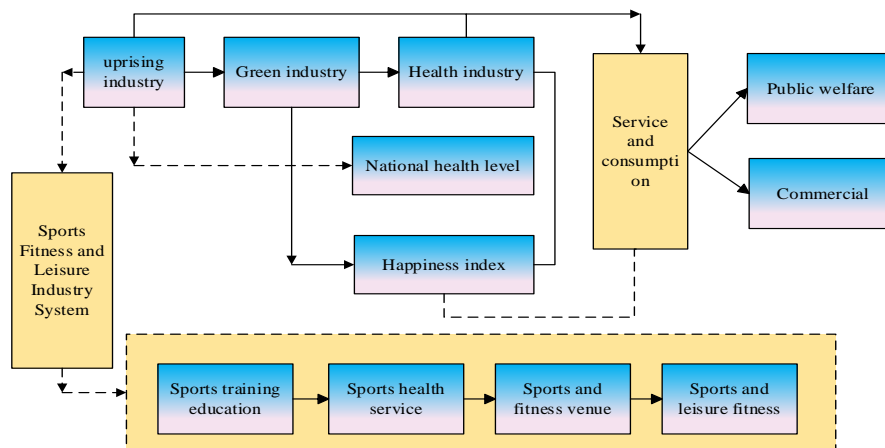 uprising
industry
Green industry
Health industry
Service
and
consumpti
on
Public welfare
National health level
Commercial
Sports
Fitness and
Leisure
Industry
System
Happiness index
Sports training
education
Sports health
service
Sports and
fitness venue
Sports and
leisure fitness